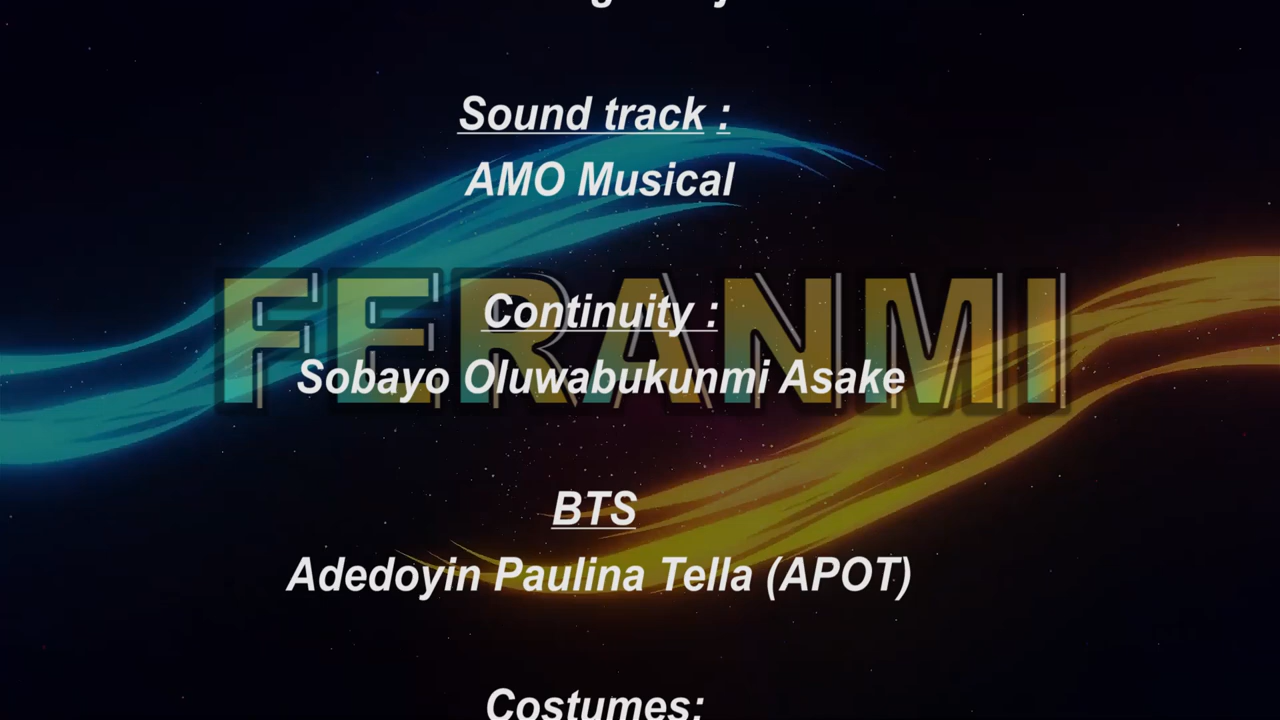 Sound track :
AMO Musical
FERANMI
Continuity :
Sobayo Oluwabukunmi Asake
BTS
Adedoyin Paulina Tella (APOT)
Costumes: